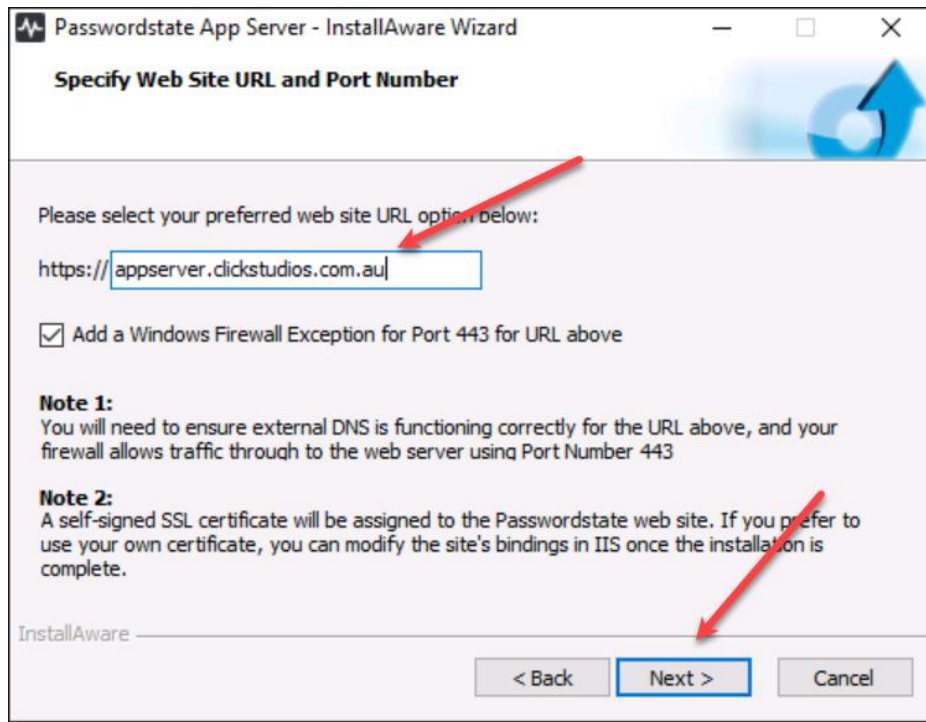 Passwordstate App Server - InstallAware Wizard
Specify Web Site URL and Port Number
Please select your preferred web site URL option below:
https:// appserver.clickstudios.com.au
Add a Windows Firewall Exception for Port 443 for URL above
Note 1:
You will need to ensure external DNS is functioning correctly for the URL above, and your
firewall allows traffic through to the web server using Port Number 443
Note 2:
A self-signed SSL certificate will be assigned to the Passwordstate web site. If you prefer to
use your own certificate, you can modify the site's bindings in IIS once the installation is
complete.
InstallAware
< Back Next > Cancel